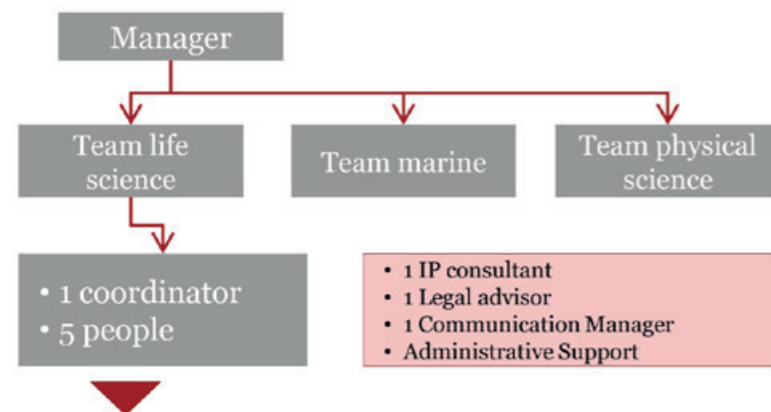 Manager
Team life
science
Team marine
Team physical
science
• 1 coordinator
• 5 people
• 1 IP consultant
• 1 Legal advisor
• 1 Communication Manager
• Administrative Support